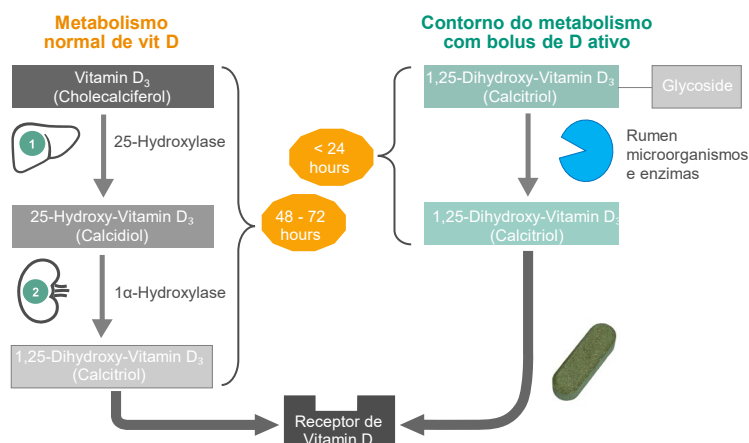 Metabolismo
normal de vit D
Vitamin D₃
(Cholecalciferol)
1
25-Hydroxylase
25-Hydroxy-Vitamin D₃
(Calcidiol)
2
1α-Hydroxylase
1,25-Dihydroxy-Vitamin D₃
(Calcitriol)
48 - 72
hours
Contorno do metabolismo
com bolus de D ativo
1,25-Dihydroxy-Vitamin D₃
(Calcitriol)
Glycoside
< 24
hours
Rumen
microorganismos
e enzimas
1,25-Dihydroxy-Vitamin D₃
(Calcitriol)
Receptor de
Vitamin D